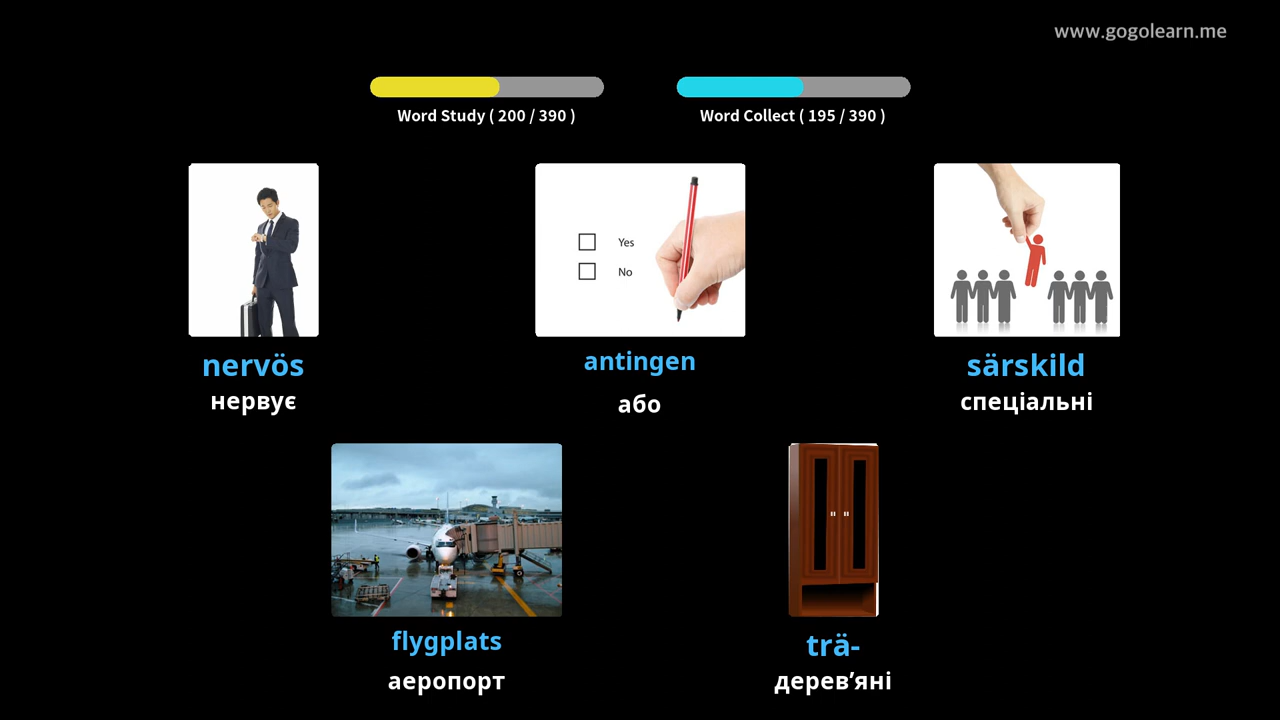 www.gogolearn.me
Word Study ( 200 / 390 )
Word Collect ( 195 / 390 )
Yes
No
nervös
нервує
antingen
або
särskild
спеціальні
flygplats
аеропорт
trä-
дерев’яні